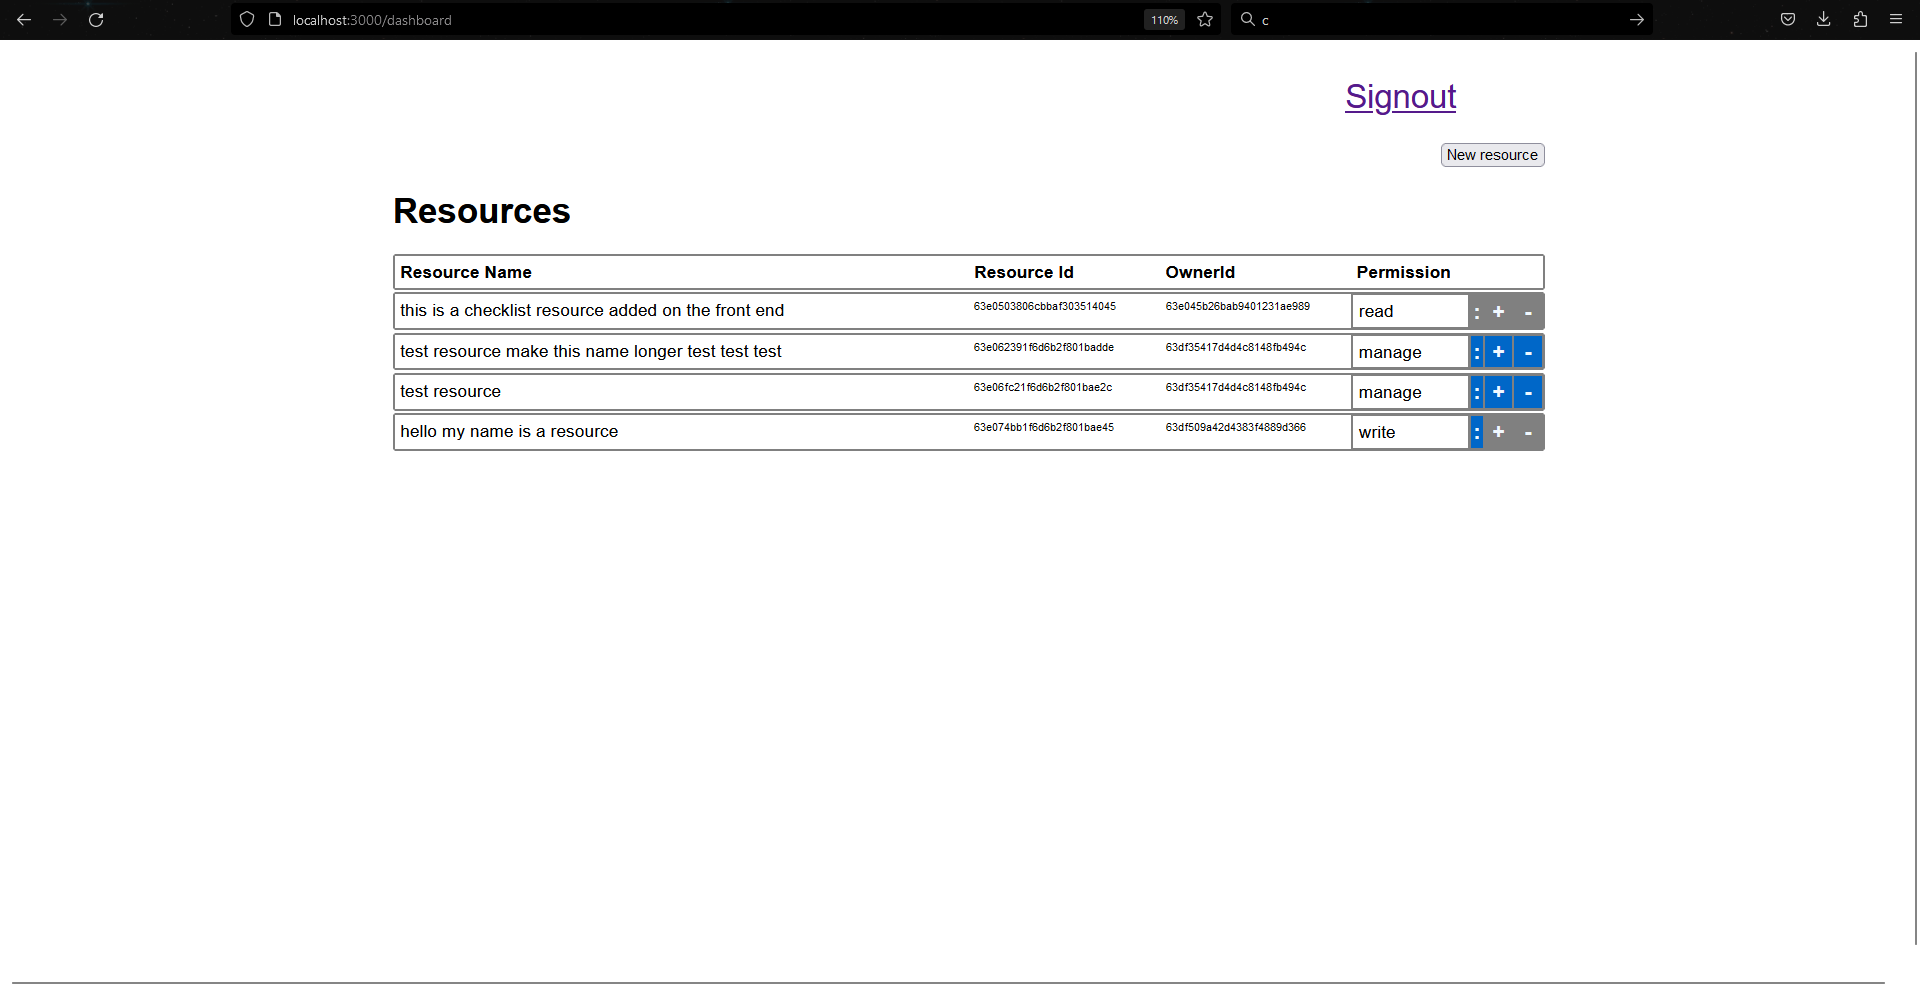 localhost:3000/dashboard 110% c
Signout
New resource
Resources
Resource Name Resource Id OwnerId Permission
this is a checklist resource added on the front end 63e0503806cbbaf303514045 63e045b26bab9401231ae989 read : + -
test resource make this name longer test test test 63e062391f6d6b2f801badde 63df35417d4d4c8148fb494c manage : + -
test resource 63e06fc21f6d6b2f801bae2c 63df35417d4d4c8148fb494c manage : + -
hello my name is a resource 63e074bb1f6d6b2f801bae45 63df509a42d4383f4889d366 write : + -